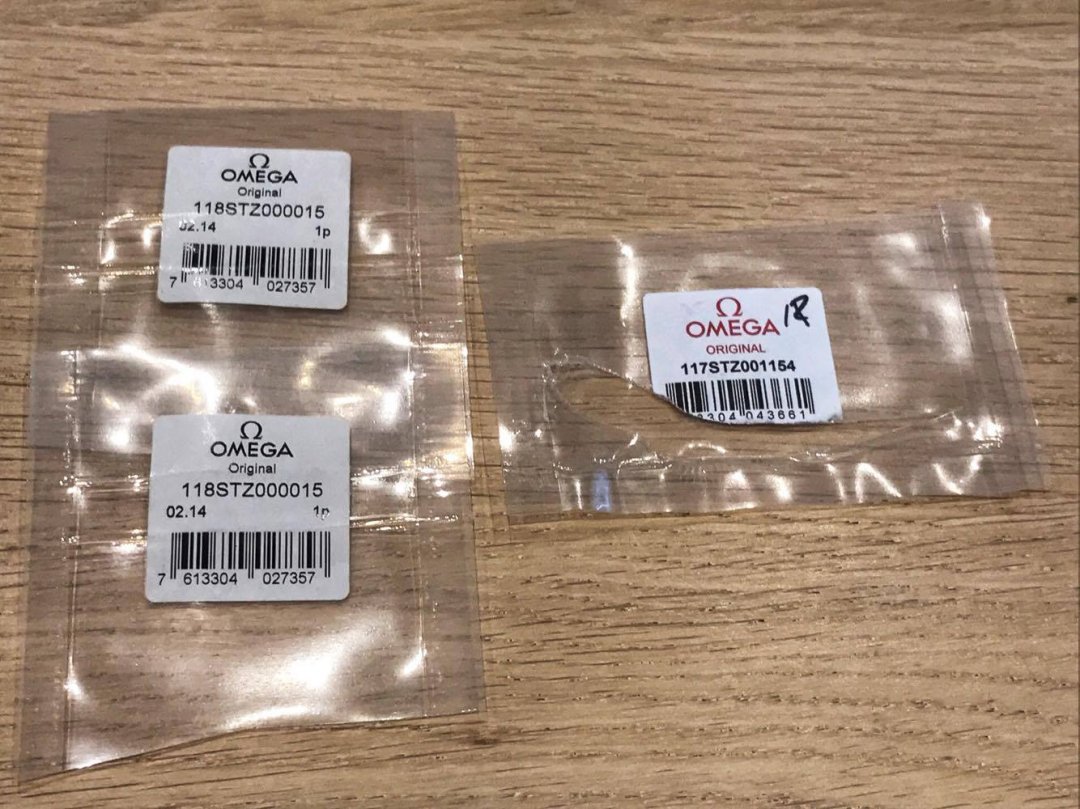 Ω
OMEGA
Original
118STZ000015
02.14 1p
7 613304 027357
Ω
OMEGA
Original
118STZ000015
02.14 1p
7 613304 027357
Ω
OMEGA
ORIGINAL
117STZ001154
3304 043661